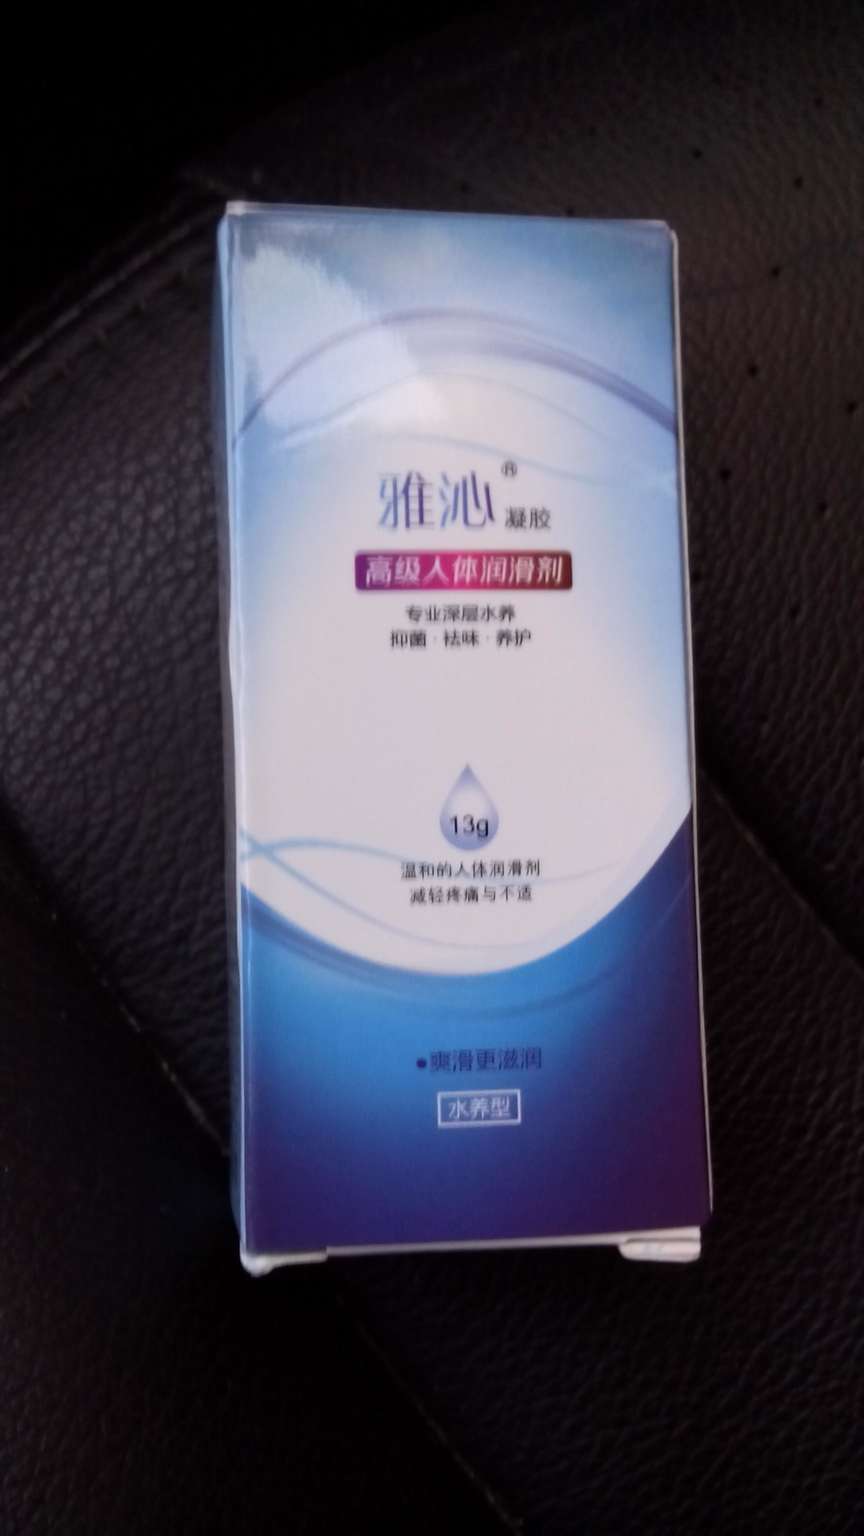 雅沁® 凝胶
高级人体润滑剂
专业深层水养
抑菌·祛味·养护
13g
温和的人体润滑剂
减轻疼痛与不适
•爽滑更滋润
水养型